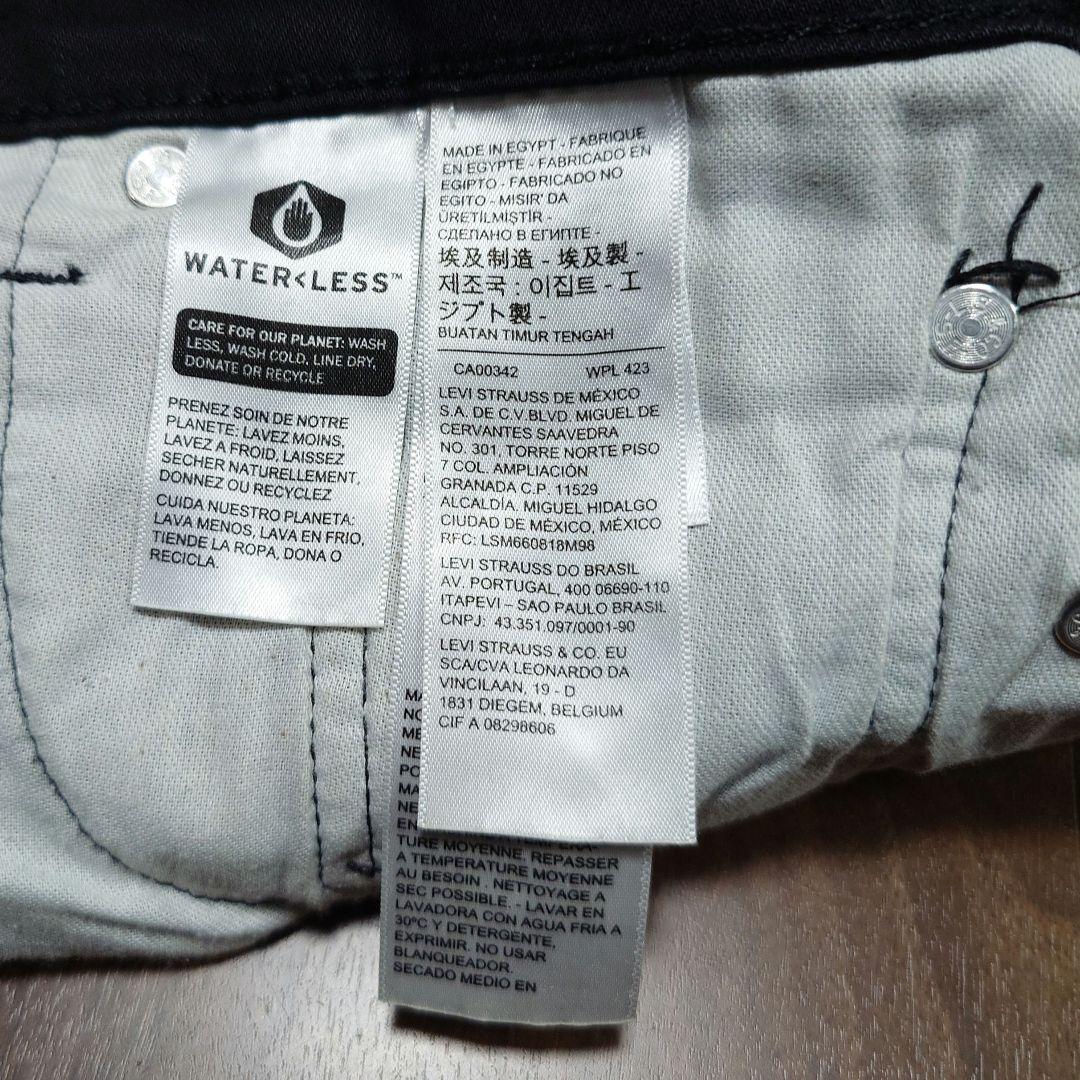 WATER<LESS™
CARE FOR OUR PLANET: WASH
LESS, WASH COLD, LINE DRY,
DONATE OR RECYCLE
PRENEZ SOIN DE NOTRE
PLANETE: LAVEZ MOINS,
LAVEZ A FROID, LAISSEZ
SECHER NATURELLEMENT,
DONNEZ OU RECYCLEZ
CUIDA NUESTRO PLANETA:
LAVA MENOS, LAVA EN FRIO,
TIENDE LA ROPA, DONA O
RECICLA.
MADE IN EGYPT - FABRIQUE
EN EGYPTE - FABRICADO EN
EGIPTO - FABRICADO NO
EGITO - MISIR' DA
ÜRETİLMİŞTİR -
СДЕЛАНО В ЕГИПТЕ -
埃及制造 - 埃及製 -
제조국 : 이집트 - エ
ジプト製 -
BUATAN TIMUR TENGAH
CA00342 WPL 423
LEVI STRAUSS DE MÉXICO
S.A. DE C.V.BLVD. MIGUEL DE
CERVANTES SAAVEDRA
NO. 301, TORRE NORTE PISO
7 COL. AMPLIACIÓN
GRANADA C.P. 11529
ALCALDÍA. MIGUEL HIDALGO
CIUDAD DE MÉXICO, MÉXICO
RFC: LSM660818M98
LEVI STRAUSS DO BRASIL
AV. PORTUGAL, 400 06690-110
ITAPEVI – SAO PAULO BRASIL
CNPJ: 43.351.097/0001-90
LEVI STRAUSS & CO. EU
SCA/CVA LEONARDO DA
VINCILAAN, 19 - D
1831 DIEGEM, BELGIUM
CIF A 08298606
TURE MOYENNE. REPASSER
A TEMPERATURE MOYENNE
AU BESOIN . NETTOYAGE A
SEC POSSIBLE. - LAVAR EN
LAVADORA CON AGUA FRIA A
30ºC Y DETERGENTE,
EXPRIMIR. NO USAR
BLANQUEADOR.
SECADO MEDIO EN